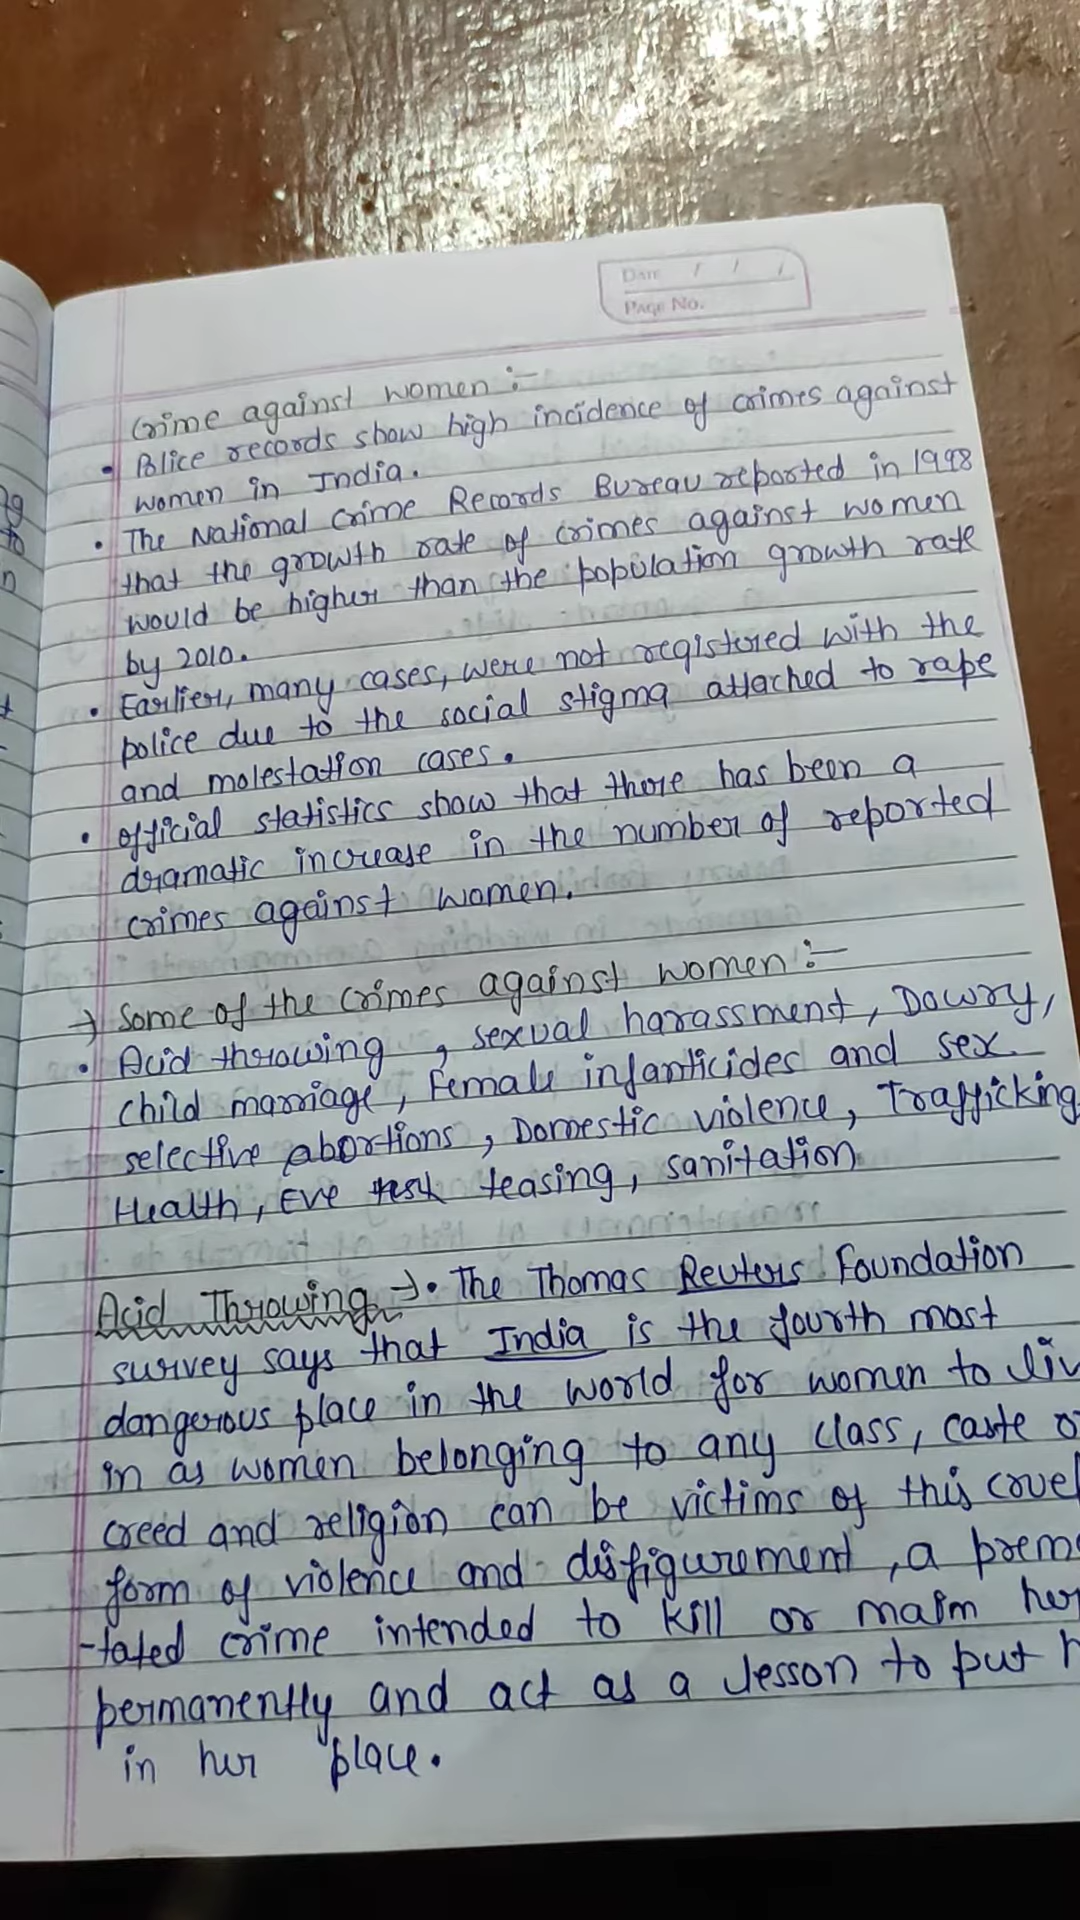 Date / / /
Page No.
Crime against women :-
• Police records show high incidence of crimes against
women in India.
• The National Crime Records Bureau reported in 1998
that the growth rate of crimes against women
would be higher than the population growth rate
by 2010.
• Earlier, many cases, were not registered with the
police due to the social stigma attached to rape
and molestation cases.
• official statistics show that there has been a
dramatic increase in the number of reported
crimes against women.
→ Some of the crimes against women :-
• Acid throwing , sexual harassment, Dowry,
child marriage, Female infanticides and sex
selective abortions, Domestic violence, Trafficking
Health, Eve teasing, sanitation
Acid Throwing → • The Thomas Reuters Foundation
survey says that India is the fourth most
dangerous place in the world for women to liv
in as women belonging to any class, caste o
creed and religion can be victims of this cruel
form of violence and disfigurement, a prem
-tated crime intended to kill or maim her
permanently and act as a lesson to put h
in her place.